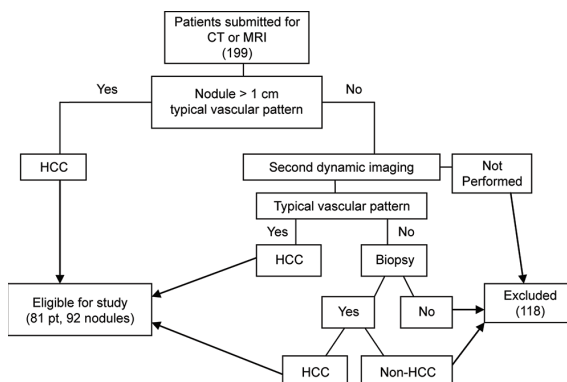 Patients submitted for
CT or MRI
(199)
Yes
Nodule > 1 cm
typical vascular pattern
No
HCC
Second dynamic imaging
Not
Performed
Typical vascular pattern
Yes
No
HCC
Biopsy
Eligible for study
(81 pt, 92 nodules)
Yes
No
Excluded
(118)
HCC
Non-HCC